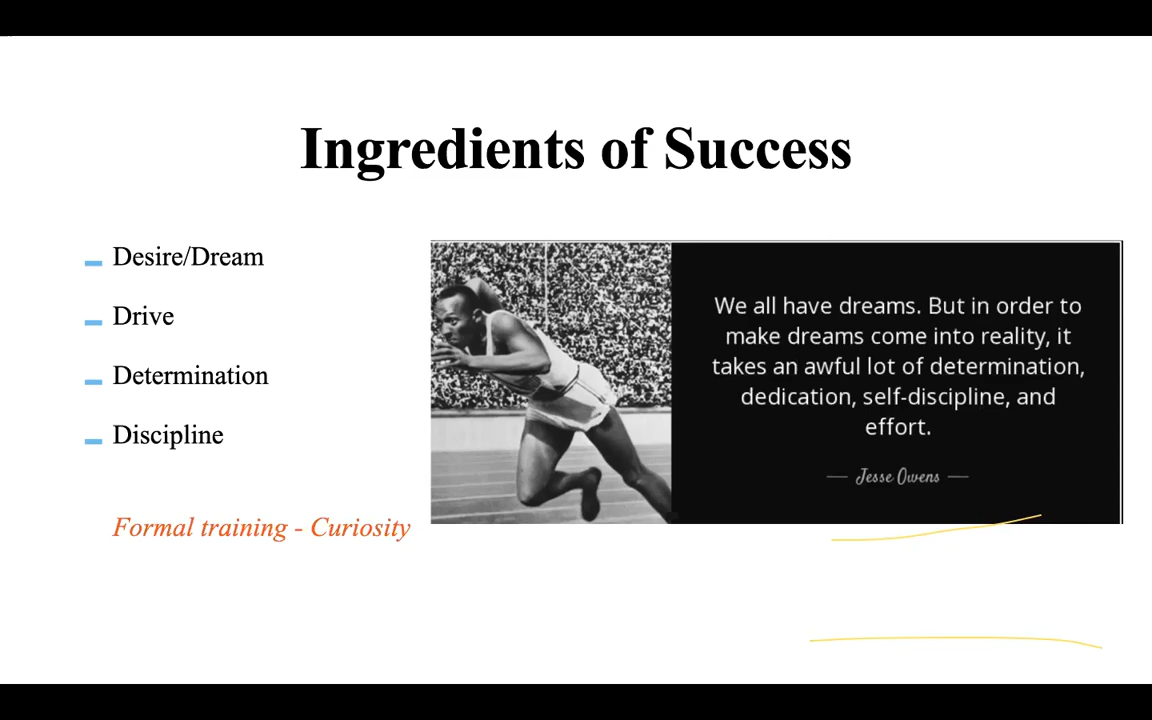 Ingredients of Success
Desire/Dream
Drive
Determination
Discipline
Formal training - Curiosity
We all have dreams. But in order to
make dreams come into reality, it
takes an awful lot of determination,
dedication, self-discipline, and
effort.
— Jesse Owens —